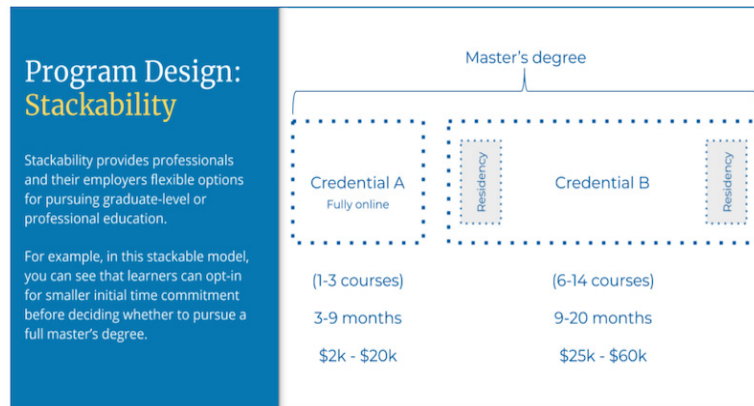 Program Design:
Stackability
Stackability provides professionals
and their employers flexible options
for pursuing graduate-level or
professional education.
For example, in this stackable model,
you can see that learners can opt-in
for smaller initial time commitment
before deciding whether to pursue a
full master's degree.
Master's degree
Credential A
Fully online
(1-3 courses)
3-9 months
$2k - $20k
Residency
Credential B
Residency
(6-14 courses)
9-20 months
$25k - $60k